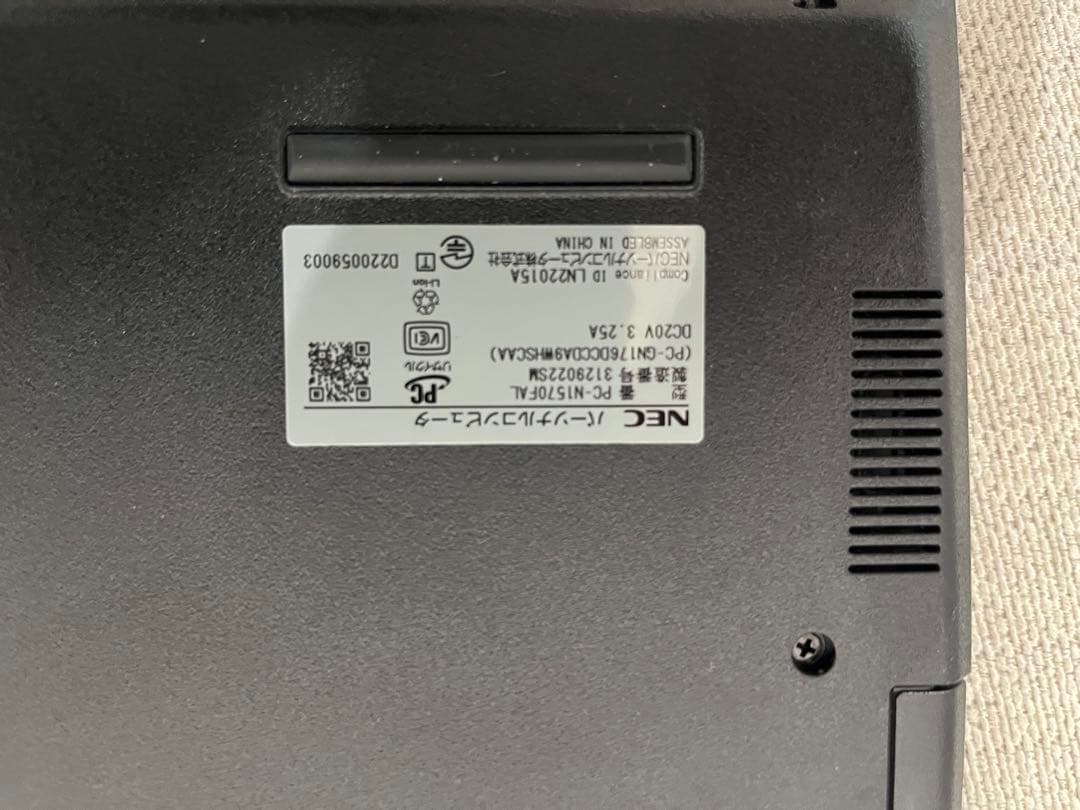 NEC パーソナルコンピュータ
型 番 PC-N1570FAL
製造番号 3129022SM
(PC-GN176DCCDA9WHSCAA)
DC20V 3.25A
PC
リサイクル
VCI
Compliance ID LN22015A
NECパーソナルコンピュータ株式会社
ASSEMBLED IN CHINA
Li-ion
T D220059003